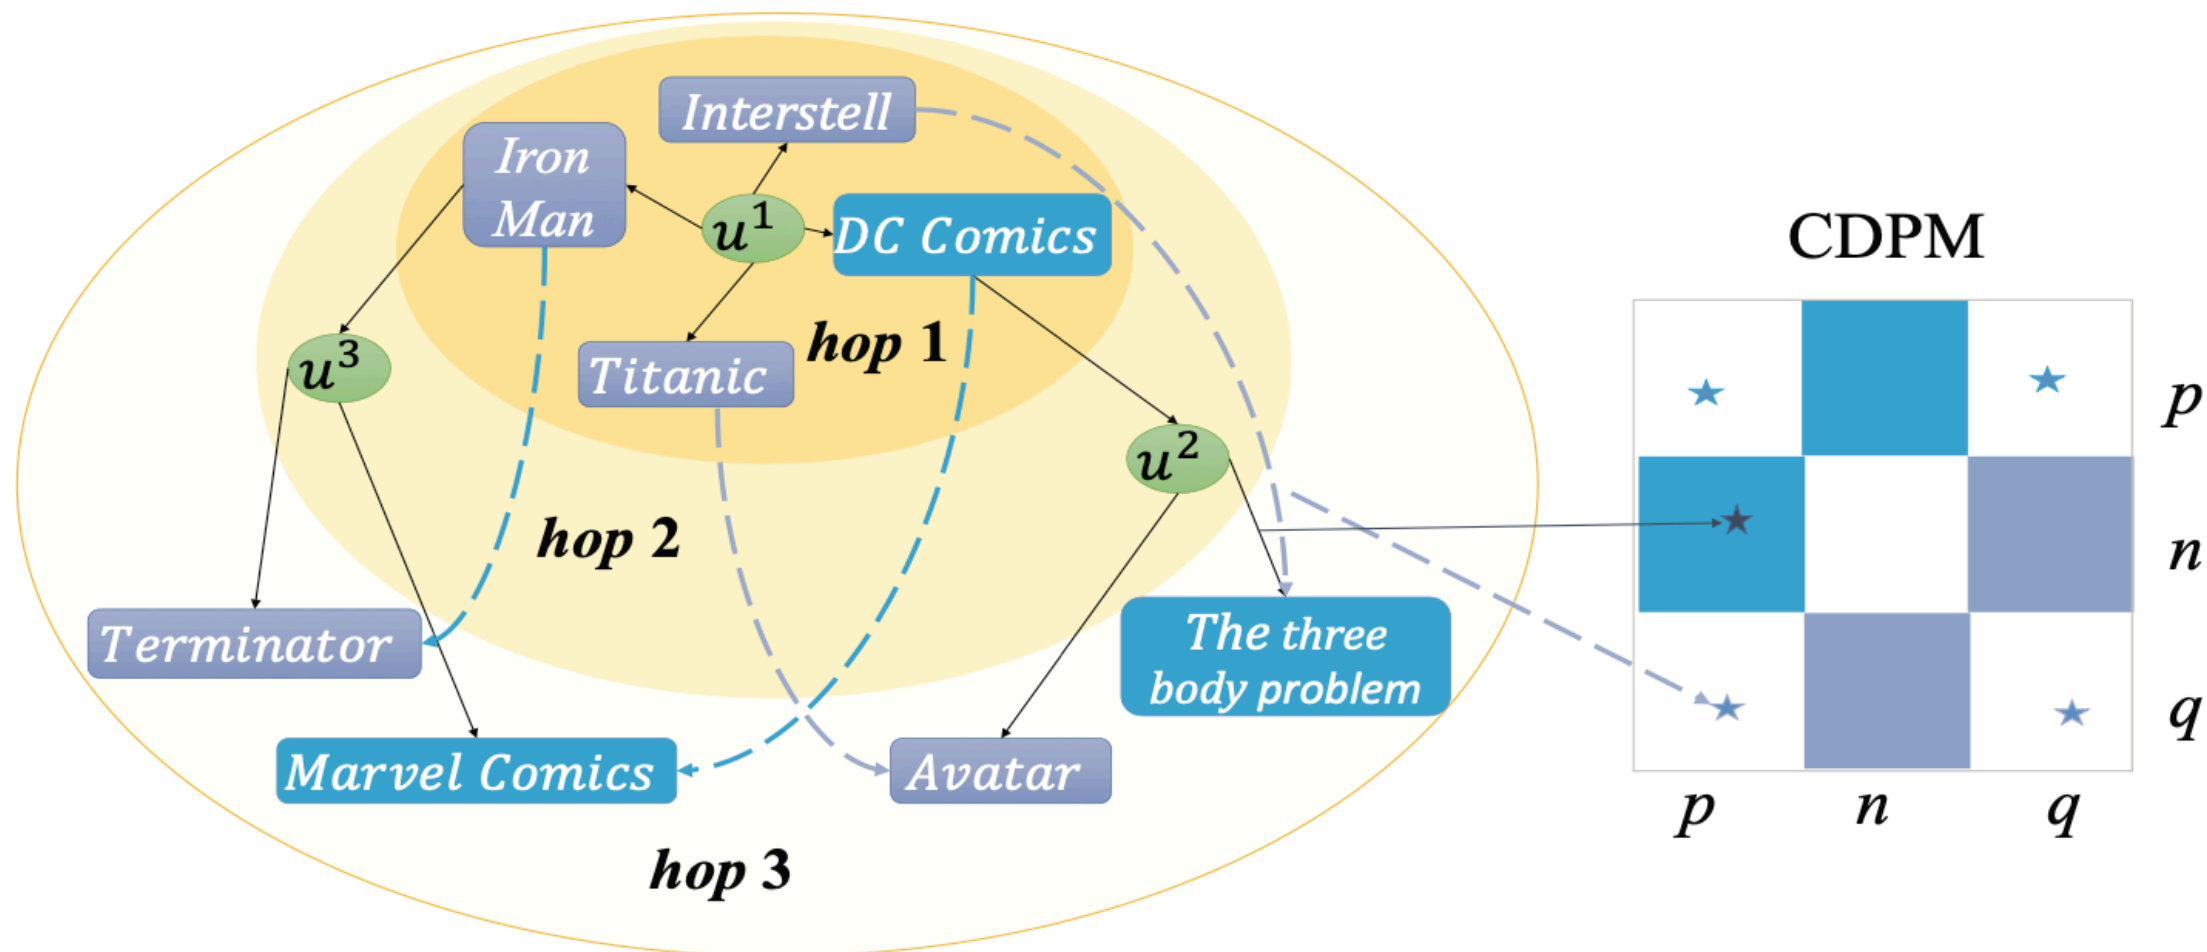 Interstell
Iron
Man
u¹
DC Comics
hop 1
u³
Titanic
u²
hop 2
Terminator
The three
body problem
Marvel Comics
Avatar
hop 3
CDPM
p
n
q
p n q